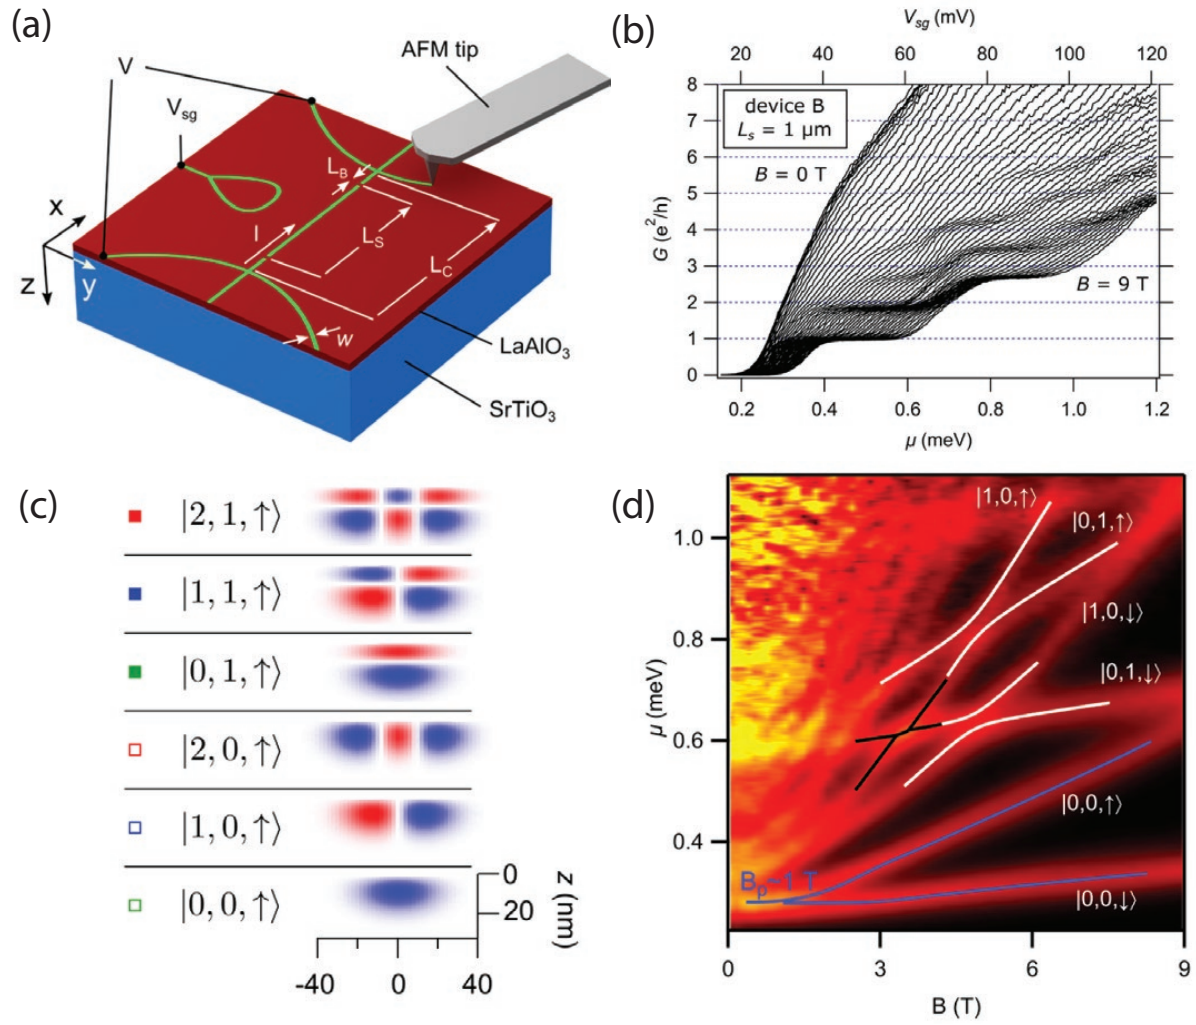 (a)
AFM tip
V
V_sg
L_B
x
I
L_S
L_C
z
y
w
LaAlO₃
SrTiO₃
(b)
V_sg (mV)
20 40 60 80 100 120
8
7
6
5
4
3
2
1
0
G (e²/h)
device B
L_s = 1 µm
B = 0 T
B = 9 T
0.2 0.4 0.6 0.8 1.0 1.2
µ (meV)
(c)
|2, 1, ↑⟩
|1, 1, ↑⟩
|0, 1, ↑⟩
|2, 0, ↑⟩
|1, 0, ↑⟩
|0, 0, ↑⟩
0
20
z (nm)
-40 0 40
(d)
|1,0,↑⟩
|0,1,↑⟩
|1,0,↓⟩
|0,1,↓⟩
|0,0,↑⟩
|0,0,↓⟩
B_p~1 T
1.0
0.8
0.6
0.4
µ (meV)
0 3 6 9
B (T)